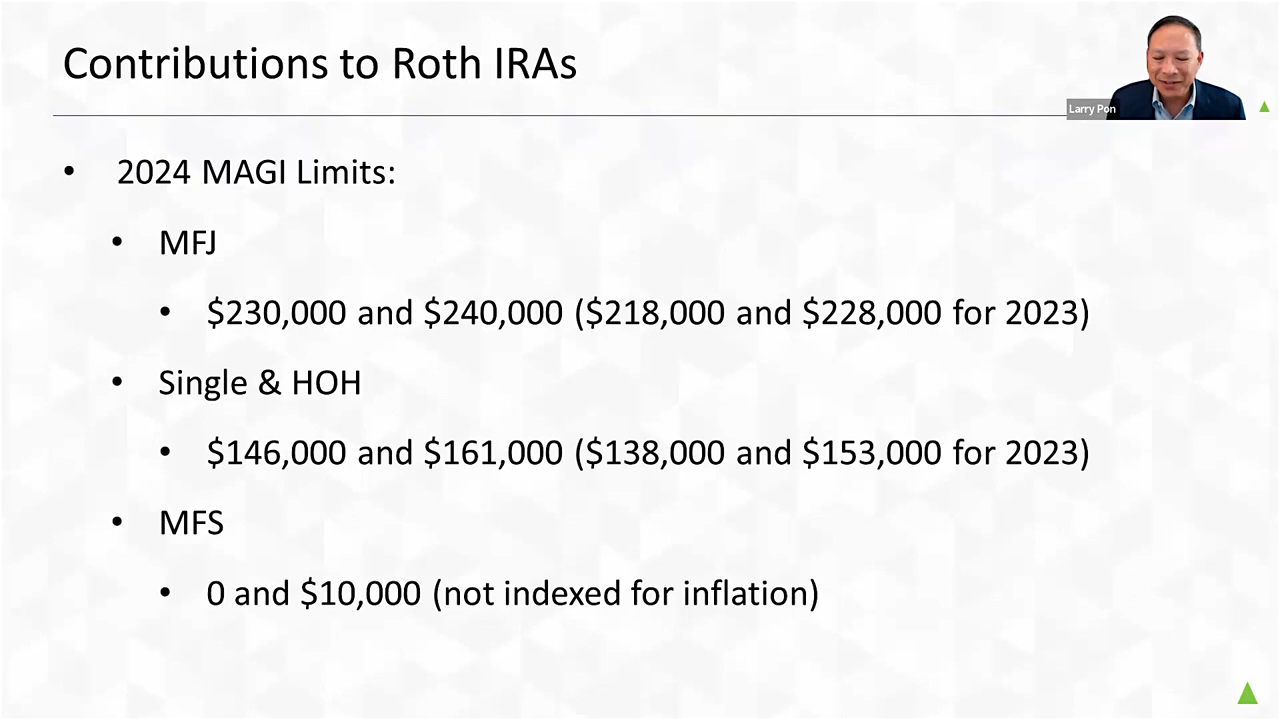 Contributions to Roth IRAs
Larry Pon
• 2024 MAGI Limits:
• MFJ
• $230,000 and $240,000 ($218,000 and $228,000 for 2023)
• Single & HOH
• $146,000 and $161,000 ($138,000 and $153,000 for 2023)
• MFS
• 0 and $10,000 (not indexed for inflation)